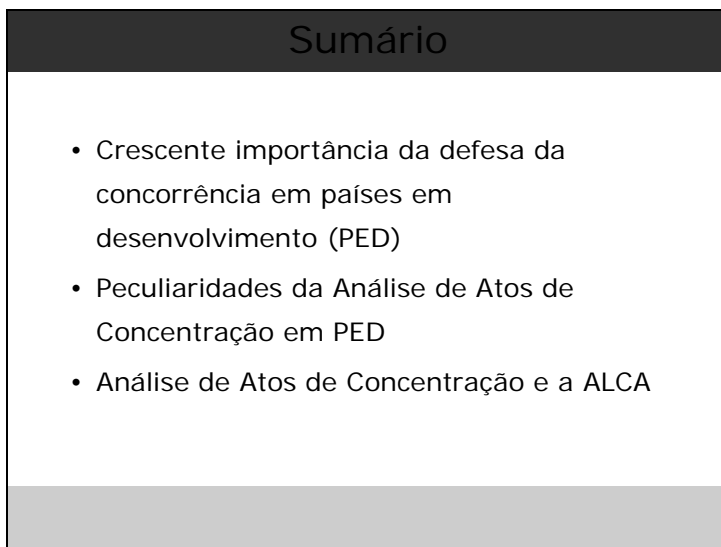 Sumário
• Crescente importância da defesa da
concorrência em países em
desenvolvimento (PED)
• Peculiaridades da Análise de Atos de
Concentração em PED
• Análise de Atos de Concentração e a ALCA